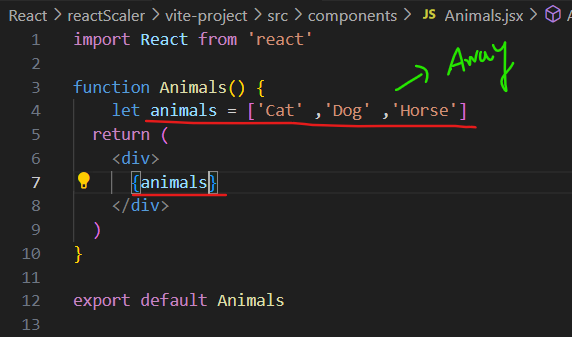 React > reactScaler > vite-project > src > components > JS Animals.jsx >
1 import React from 'react'
2
3 function Animals() {
Array
4 let animals = ['Cat' ,'Dog' ,'Horse']
5 return (
6 <div>
7 {animals}
8 </div>
9 )
10 }
11
12 export default Animals
13